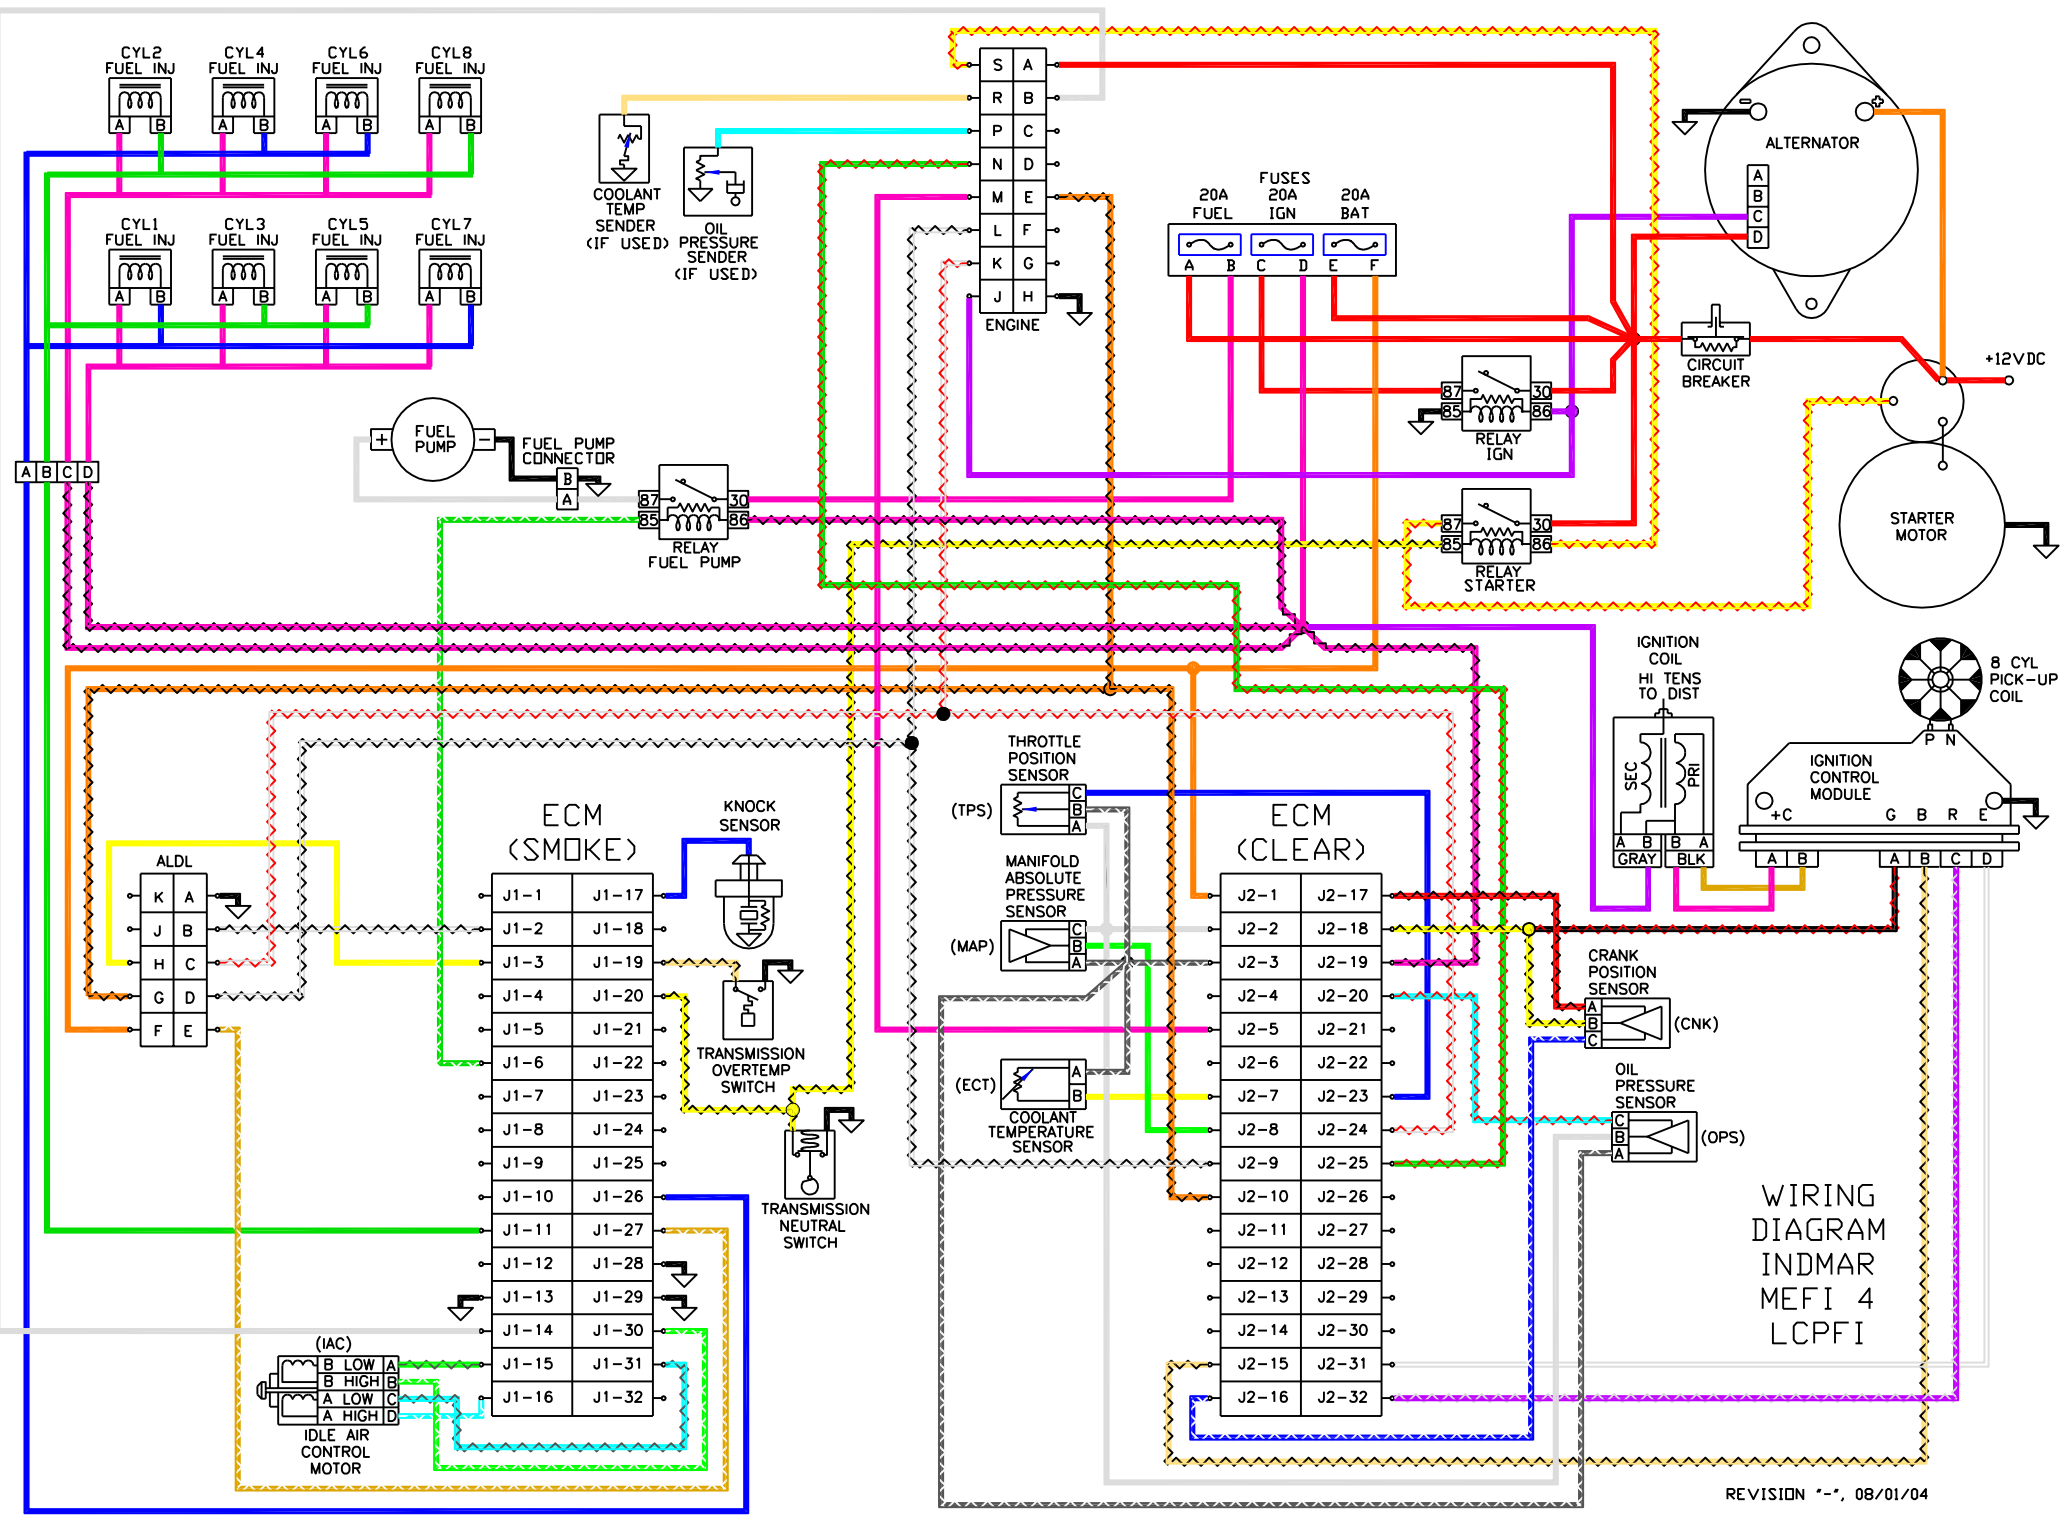 CYL2
FUEL INJ
A B
CYL4
FUEL INJ
A B
CYL6
FUEL INJ
A B
CYL8
FUEL INJ
A B
CYL1
FUEL INJ
A B
CYL3
FUEL INJ
A B
CYL5
FUEL INJ
A B
CYL7
FUEL INJ
A B
A B C D
COOLANT
TEMP
SENDER
(IF USED)
OIL
PRESSURE
SENDER
(IF USED)
S A
R B
P C
N D
M E
L F
K G
J H
ENGINE
FUSES
20A
FUEL
20A
IGN
20A
BAT
A B C D E F
- +
ALTERNATOR
A
B
C
D
CIRCUIT
BREAKER
+12VDC
87 30
85 86
RELAY
IGN
87 30
85 86
RELAY
STARTER
STARTER
MOTOR
+ FUEL PUMP -
FUEL PUMP
CONNECTOR
B
A
87 30
85 86
RELAY
FUEL PUMP
IGNITION
COIL
HI TENS
TO DIST
SEC PRI
A B B A
GRAY BLK
8 CYL
PICK-UP
COIL
P N
IGNITION
CONTROL
MODULE
+C G B R E
A B A B C D
ALDL
K A
J B
H C
G D
F E
ECM
(SMOKE)
J1-1 J1-17
J1-2 J1-18
J1-3 J1-19
J1-4 J1-20
J1-5 J1-21
J1-6 J1-22
J1-7 J1-23
J1-8 J1-24
J1-9 J1-25
J1-10 J1-26
J1-11 J1-27
J1-12 J1-28
J1-13 J1-29
J1-14 J1-30
J1-15 J1-31
J1-16 J1-32
KNOCK
SENSOR
TRANSMISSION
OVERTEMP
SWITCH
TRANSMISSION
NEUTRAL
SWITCH
(IAC)
B LOW A
B HIGH B
A LOW C
A HIGH D
IDLE AIR
CONTROL
MOTOR
THROTTLE
POSITION
SENSOR
(TPS)
C
B
A
MANIFOLD
ABSOLUTE
PRESSURE
SENSOR
(MAP)
C
B
A
(ECT)
A
B
COOLANT
TEMPERATURE
SENSOR
ECM
(CLEAR)
J2-1 J2-17
J2-2 J2-18
J2-3 J2-19
J2-4 J2-20
J2-5 J2-21
J2-6 J2-22
J2-7 J2-23
J2-8 J2-24
J2-9 J2-25
J2-10 J2-26
J2-11 J2-27
J2-12 J2-28
J2-13 J2-29
J2-14 J2-30
J2-15 J2-31
J2-16 J2-32
CRANK
POSITION
SENSOR
A
B
C
(CNK)
OIL
PRESSURE
SENSOR
C
B
A
(OPS)
WIRING
DIAGRAM
INDMAR
MEFI 4
LCPFI
REVISION "-", 08/01/04